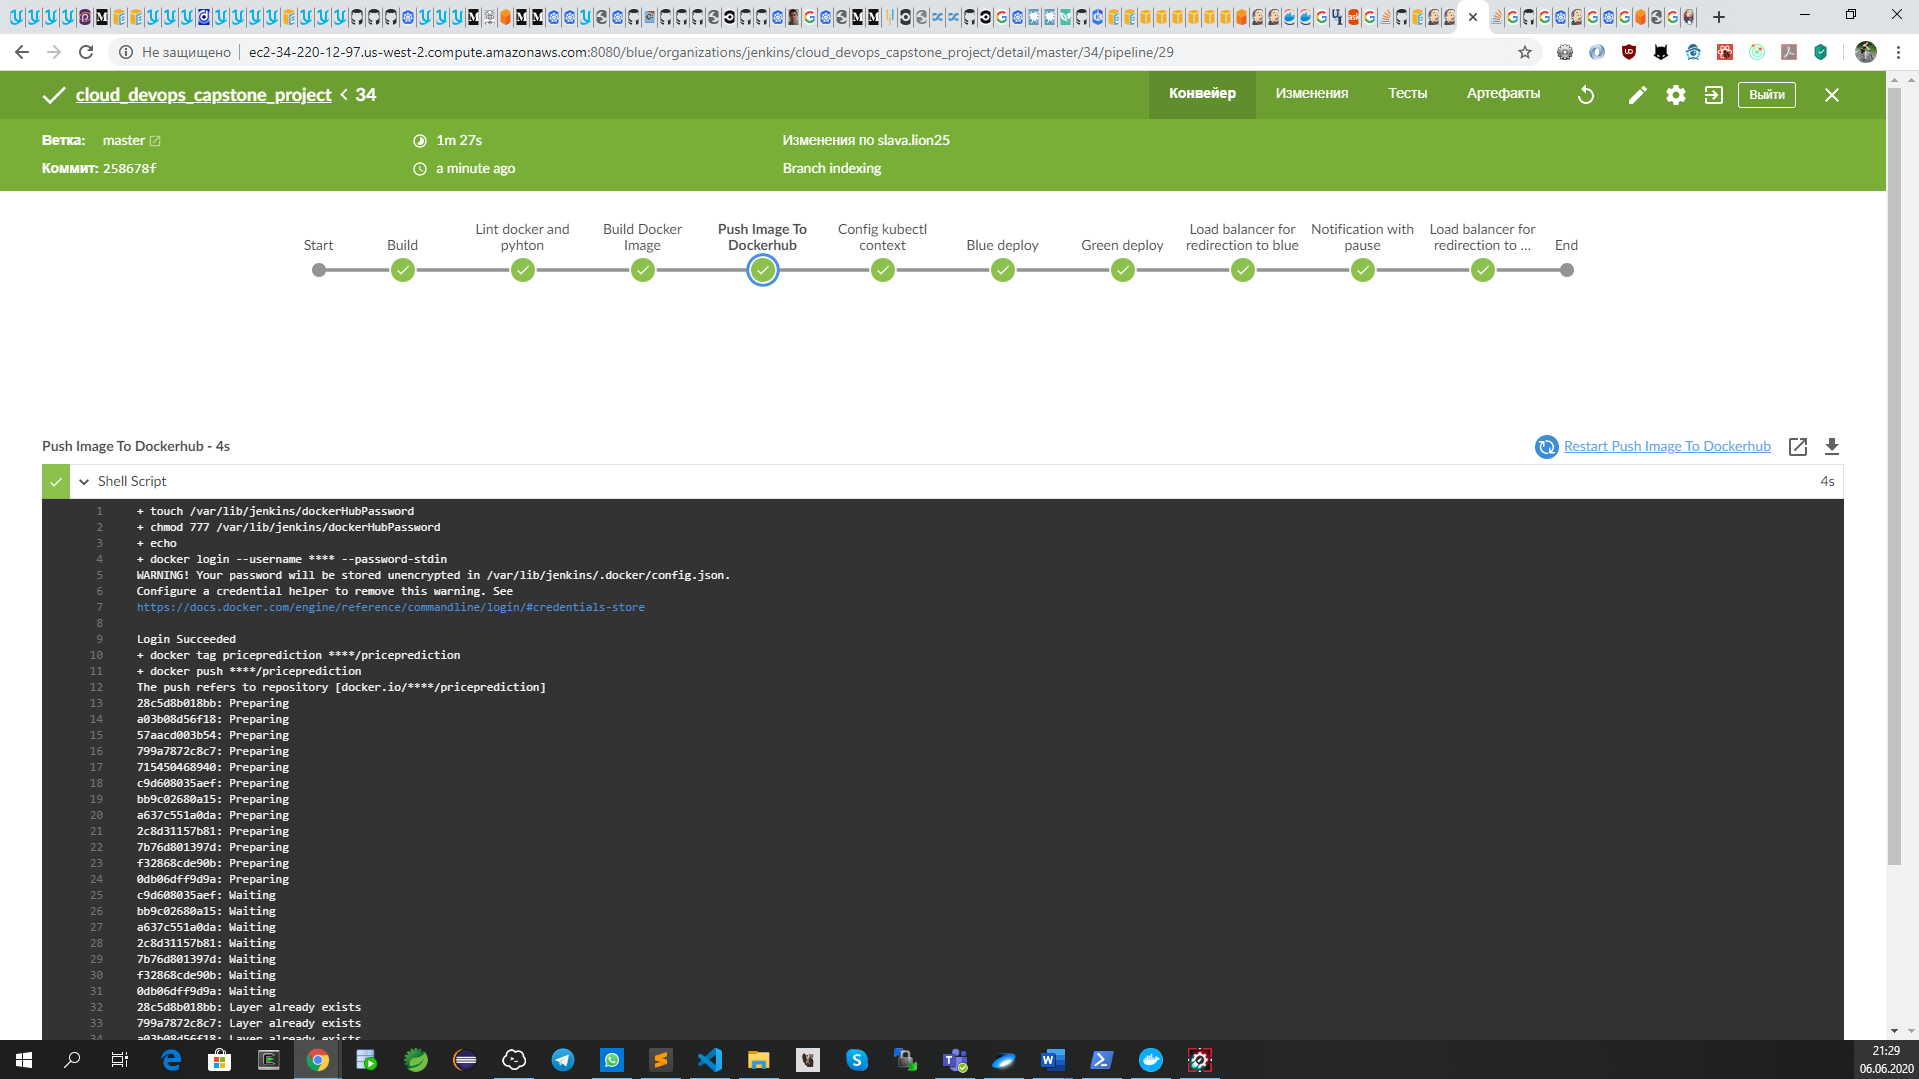 Не защищено
ec2-34-220-12-97.us-west-2.compute.amazonaws.com:8080/blue/organizations/jenkins/cloud_devops_capstone_project/detail/master/34/pipeline/29
cloud_devops_capstone_project < 34
Конвейер
Изменения
Тесты
Артефакты
Выйти
Ветка: master
1m 27s
Изменения по slava.lion25
Коммит: 258678f
a minute ago
Branch indexing
Start
Build
Lint docker and
pyhton
Build Docker
Image
Push Image To
Dockerhub
Config kubectl
context
Blue deploy
Green deploy
Load balancer for
redirection to blue
Notification with
pause
Load balancer for
redirection to ...
End
Push Image To Dockerhub - 4s
Restart Push Image To Dockerhub
Shell Script
4s
1 + touch /var/lib/jenkins/dockerHubPassword
2 + chmod 777 /var/lib/jenkins/dockerHubPassword
3 + echo
4 + docker login --username **** --password-stdin
5 WARNING! Your password will be stored unencrypted in /var/lib/jenkins/.docker/config.json.
6 Configure a credential helper to remove this warning. See
7 https://docs.docker.com/engine/reference/commandline/login/#credentials-store
8
9 Login Succeeded
10 + docker tag priceprediction ****/priceprediction
11 + docker push ****/priceprediction
12 The push refers to repository [docker.io/****/priceprediction]
13 28c5d8b018bb: Preparing
14 a03b08d56f18: Preparing
15 57aacd003b54: Preparing
16 799a7872c8c7: Preparing
17 715450468940: Preparing
18 c9d608035aef: Preparing
19 bb9c02680a15: Preparing
20 a637c551a0da: Preparing
21 2c8d31157b81: Preparing
22 7b76d801397d: Preparing
23 f32868cde90b: Preparing
24 0db06dff9d9a: Preparing
25 c9d608035aef: Waiting
26 bb9c02680a15: Waiting
27 a637c551a0da: Waiting
28 2c8d31157b81: Waiting
29 7b76d801397d: Waiting
30 f32868cde90b: Waiting
31 0db06dff9d9a: Waiting
32 28c5d8b018bb: Layer already exists
33 799a7872c8c7: Layer already exists
34 a03b08d56f18: Layer already exists
21:29
06.06.2020